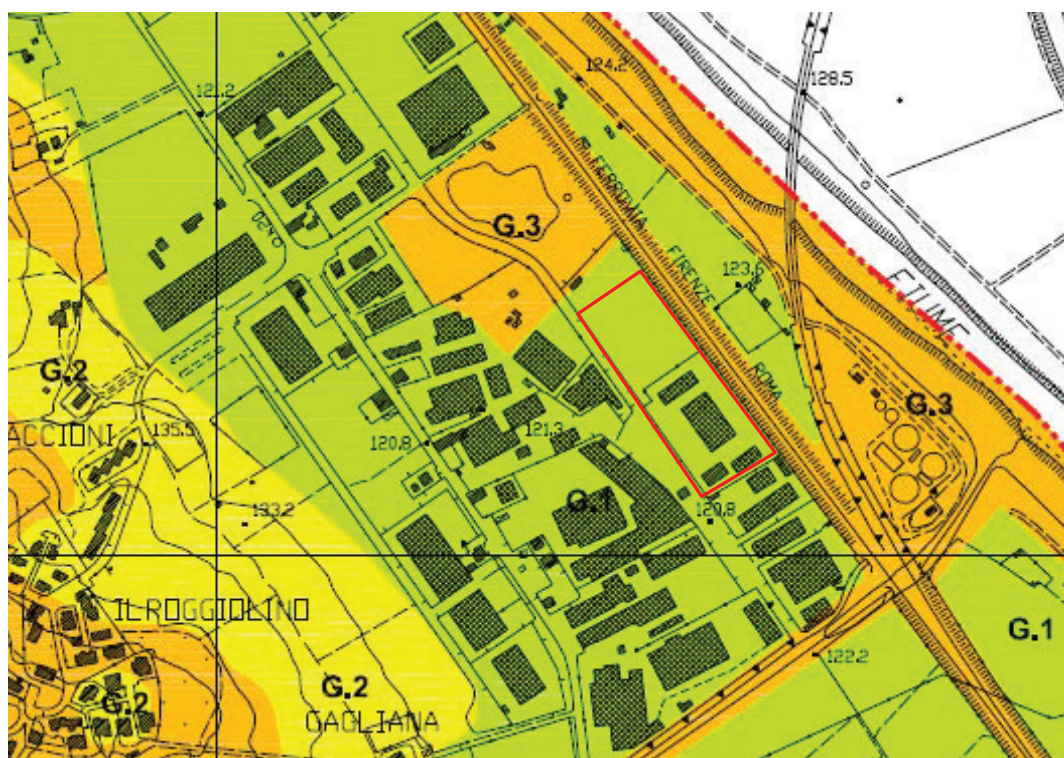 124.2
128.5
121.2
FERROVIA
G.3
OZNO
FIRENZE
123.6
FIUME
G.2
ROMA
G.3
ACCIONI
135.5
120.8
121.3
G.1
133.2
120.8
IL ROGGIOLINO
G.1
122.2
G.2
G.2
GAGLIANA